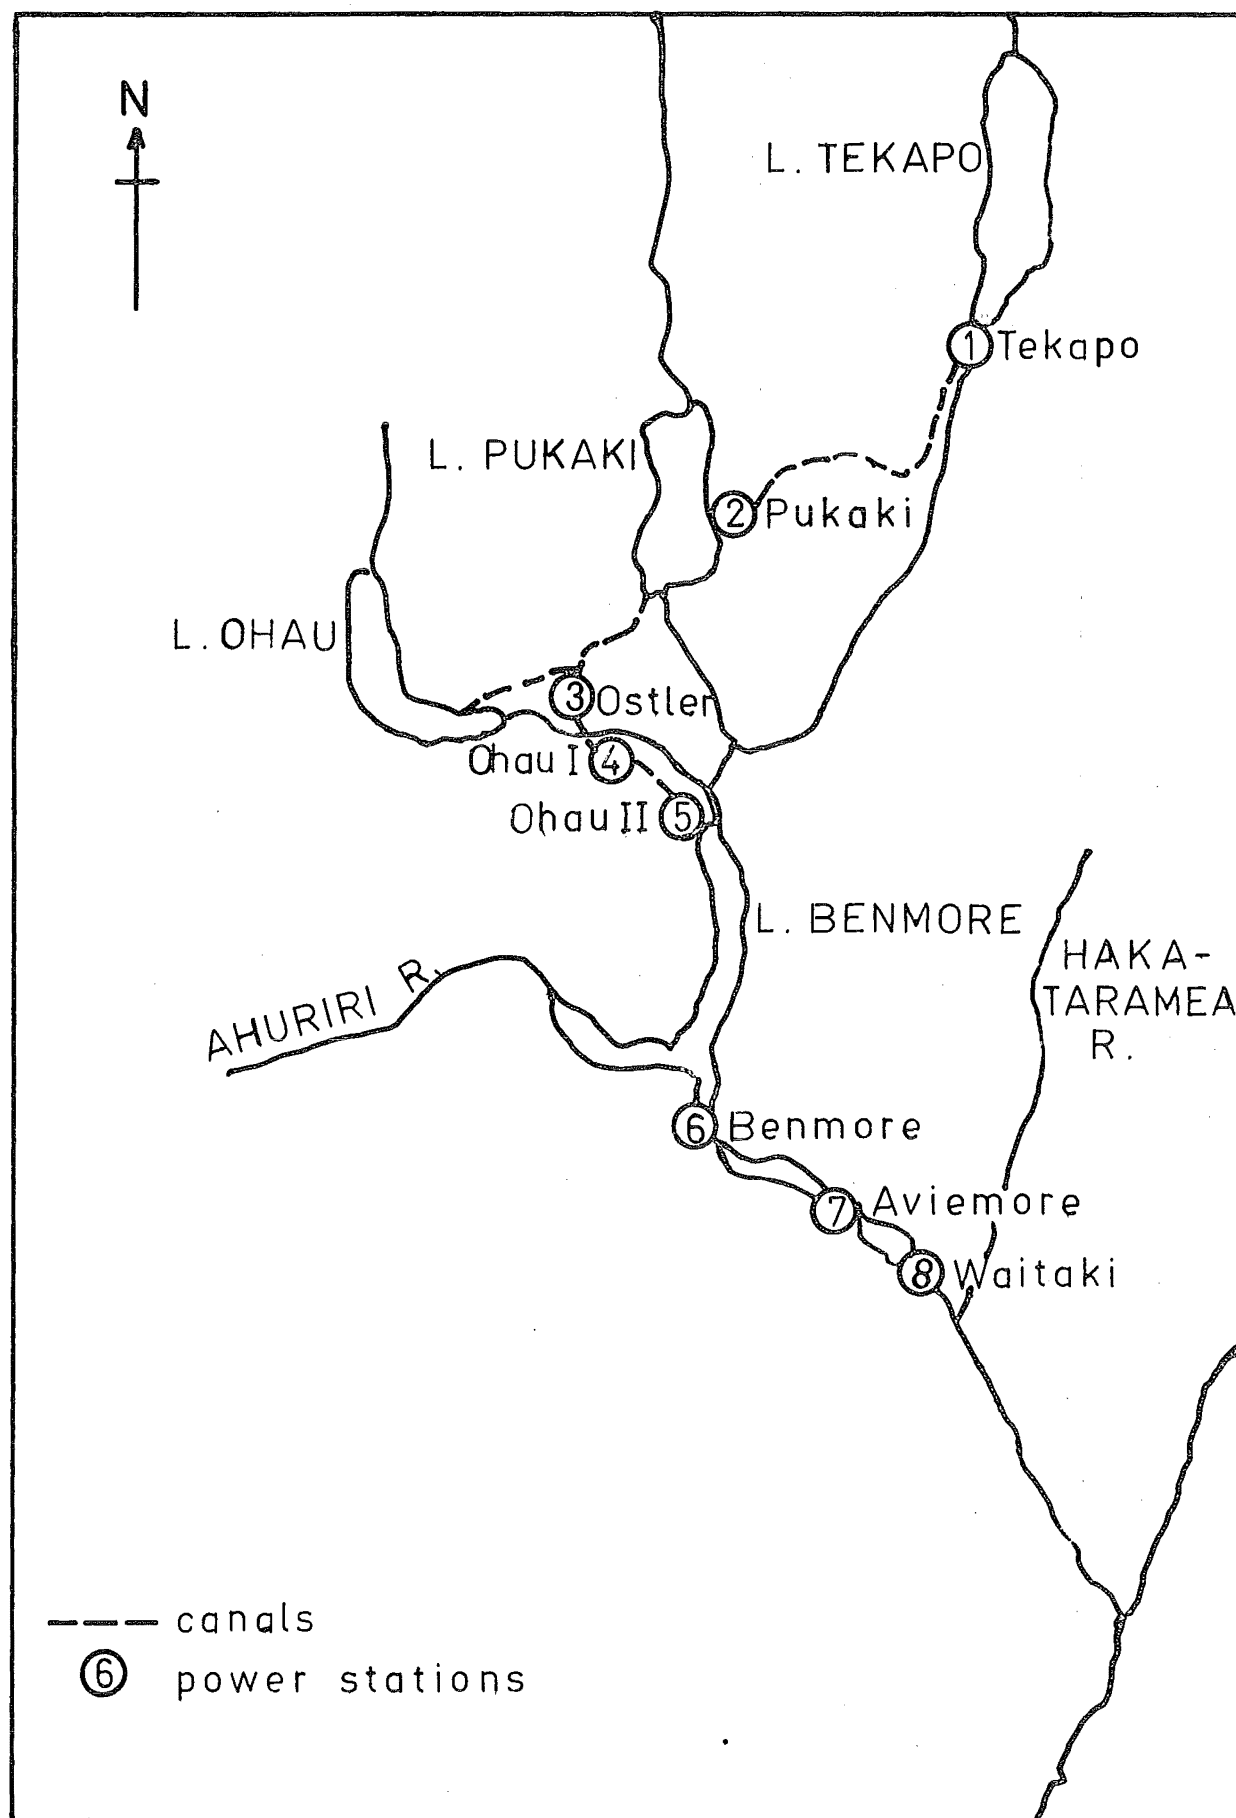 N
L. TEKAPO
1 Tekapo
L. PUKAKI
2 Pukaki
L. OHAU
3 Ostler
Ohau I 4
Ohau II 5
L. BENMORE
HAKA-
TARAMEA
R.
AHURIRI R.
6 Benmore
7 Aviemore
8 Waitaki
canals
6 power stations